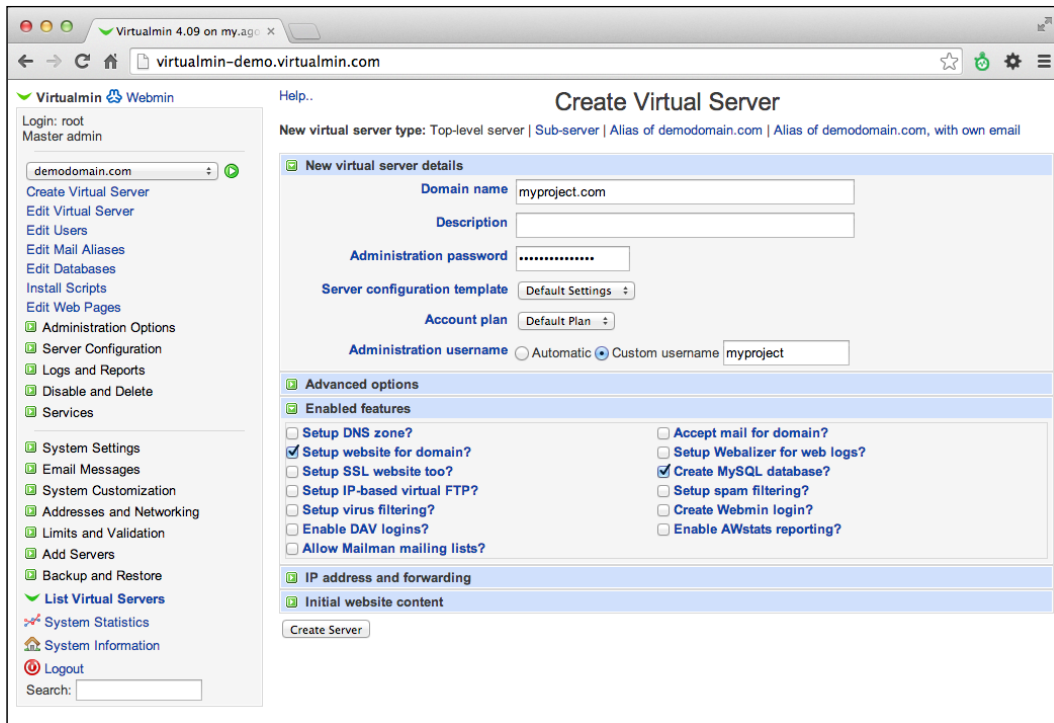 Virtualmin 4.09 on my.ago
virtualmin-demo.virtualmin.com
Virtualmin Webmin
Login: root
Master admin
demodomain.com
Create Virtual Server
Edit Virtual Server
Edit Users
Edit Mail Aliases
Edit Databases
Install Scripts
Edit Web Pages
Administration Options
Server Configuration
Logs and Reports
Disable and Delete
Services
System Settings
Email Messages
System Customization
Addresses and Networking
Limits and Validation
Add Servers
Backup and Restore
List Virtual Servers
System Statistics
System Information
Logout
Search:
Help..
Create Virtual Server
New virtual server type: Top-level server | Sub-server | Alias of demodomain.com | Alias of demodomain.com, with own email
New virtual server details
Domain name myproject.com
Description
Administration password •••••••••••••••
Server configuration template Default Settings
Account plan Default Plan
Administration username Automatic Custom username myproject
Advanced options
Enabled features
Setup DNS zone? Accept mail for domain?
Setup website for domain? Setup Webalizer for web logs?
Setup SSL website too? Create MySQL database?
Setup IP-based virtual FTP? Setup spam filtering?
Setup virus filtering? Create Webmin login?
Enable DAV logins? Enable AWstats reporting?
Allow Mailman mailing lists?
IP address and forwarding
Initial website content
Create Server